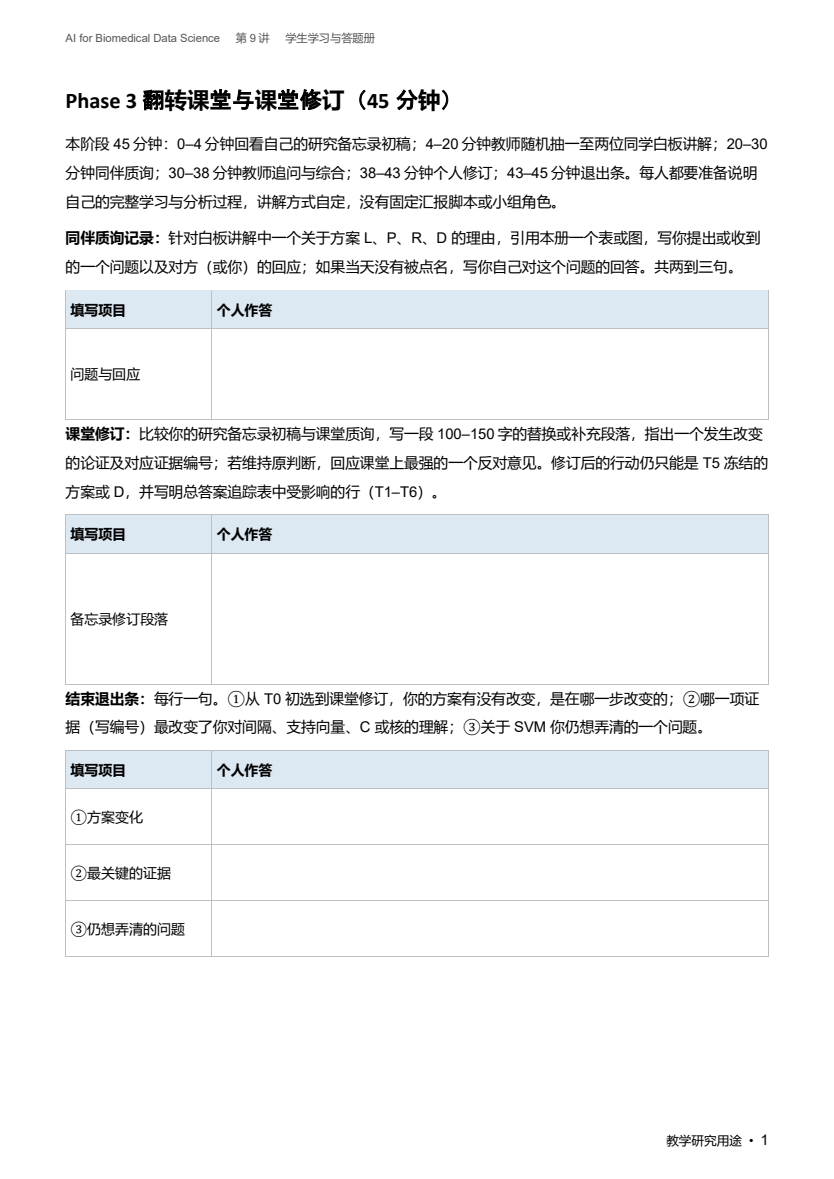 AI for Biomedical Data Science 第 9 讲 学生学习与答题册
Phase 3 翻转课堂与课堂修订（45 分钟）
本阶段 45 分钟：0–4 分钟回看自己的研究备忘录初稿；4–20 分钟教师随机抽一至两位同学白板讲解；20–30
分钟同伴质询；30–38 分钟教师追问与综合；38–43 分钟个人修订；43–45 分钟退出条。每人都要准备说明
自己的完整学习与分析过程，讲解方式自定，没有固定汇报脚本或小组角色。
同伴质询记录：针对白板讲解中一个关于方案 L、P、R、D 的理由，引用本册一个表或图，写你提出或收到
的一个问题以及对方（或你）的回应；如果当天没有被点名，写你自己对这个问题的回答。共两到三句。
填写项目 个人作答
问题与回应
课堂修订：比较你的研究备忘录初稿与课堂质询，写一段 100–150 字的替换或补充段落，指出一个发生改变
的论证及对应证据编号；若维持原判断，回应课堂上最强的一个反对意见。修订后的行动仍只能是 T5 冻结的
方案或 D，并写明总答案追踪表中受影响的行（T1–T6）。
填写项目 个人作答
备忘录修订段落
结束退出条：每行一句。①从 T0 初选到课堂修订，你的方案有没有改变，是在哪一步改变的；②哪一项证
据（写编号）最改变了你对间隔、支持向量、C 或核的理解；③关于 SVM 你仍想弄清的一个问题。
填写项目 个人作答
①方案变化
②最关键的证据
③仍想弄清的问题
教学研究用途 • 1